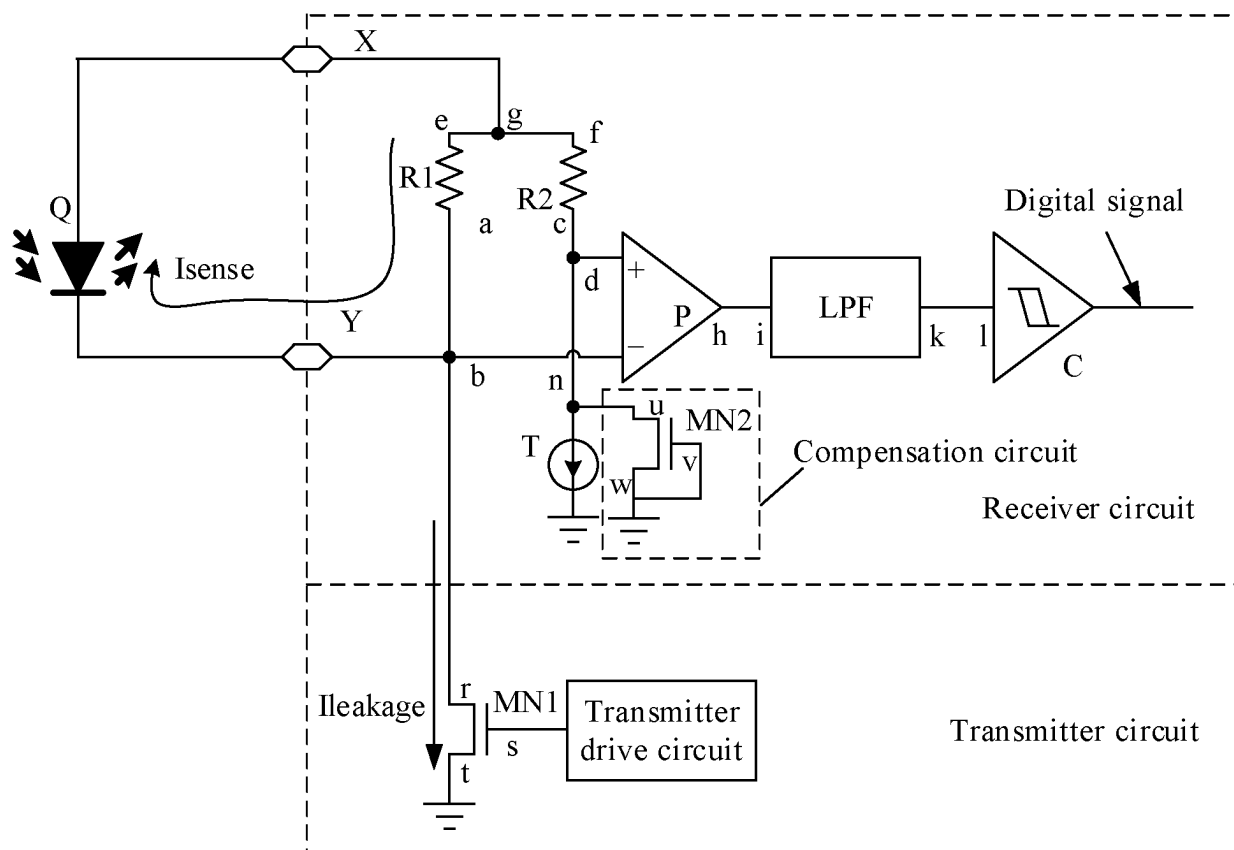 X
e
g
f
R1
R2
Q
a
c
Digital signal
Isense
+
d
P
LPF
Y
h
i
k
l
C
−
b
n
u
MN2
T
v
w
Compensation circuit
Receiver circuit
r
MN1
Ileakage
s
t
Transmitter
drive circuit
Transmitter circuit